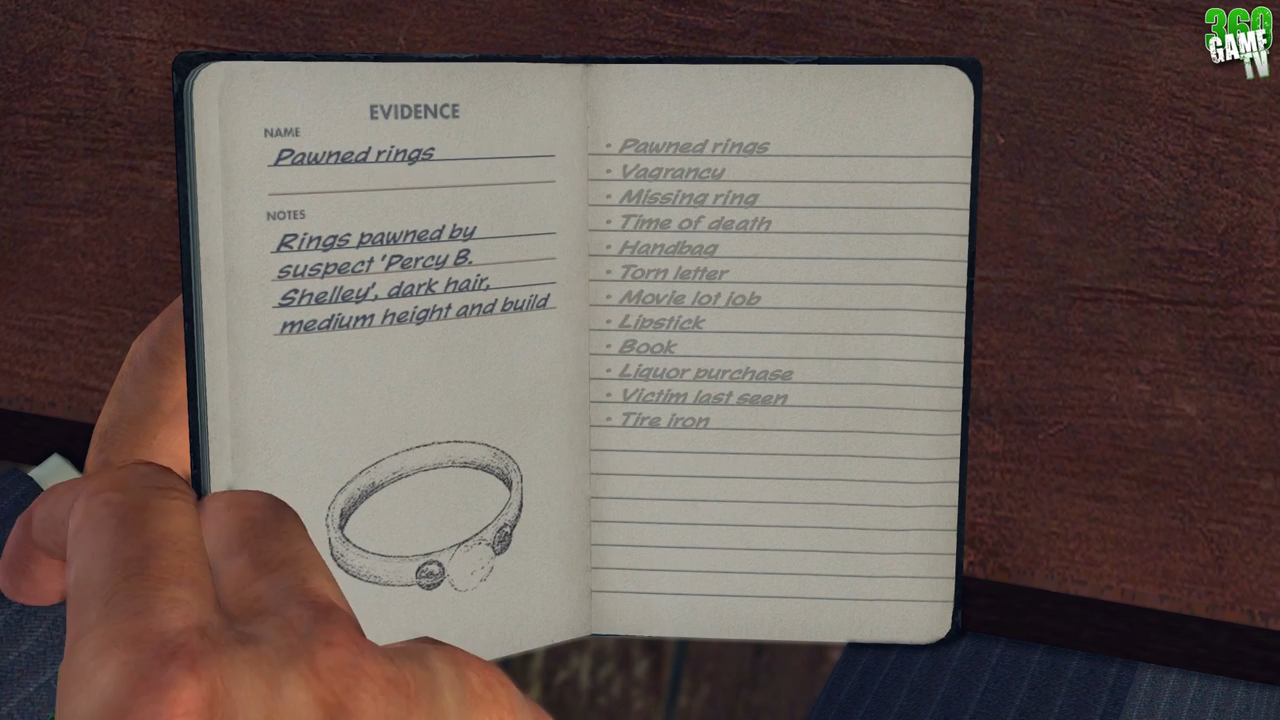 360
GAME
TV
EVIDENCE
NAME
Pawned rings
NOTES
Rings pawned by
suspect 'Percy B.
Shelley', dark hair,
medium height and build
• Pawned rings
• Vagrancy
• Missing ring
• Time of death
• Handbag
• Torn letter
• Movie lot job
• Lipstick
• Book
• Liquor purchase
• Victim last seen
• Tire iron